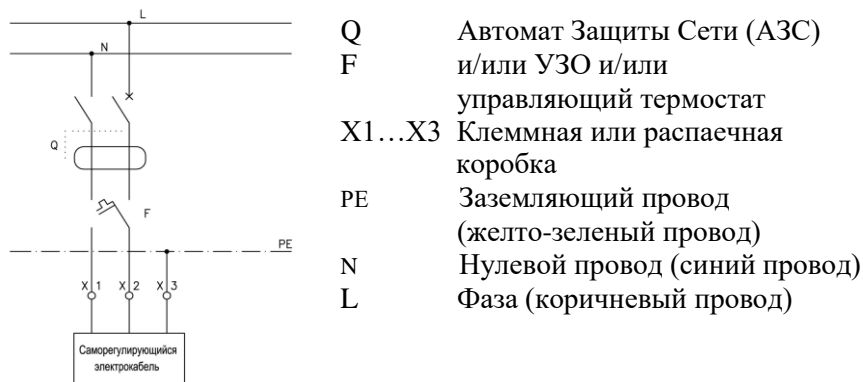 L
N
Q
F
PE
X 1 X 2 X 3
Саморегулирующийся
электрокабель
Q Автомат Защиты Сети (АЗС)
F и/или УЗО и/или
управляющий термостат
X1…X3 Клеммная или распаечная
коробка
PE Заземляющий провод
(желто-зеленый провод)
N Нулевой провод (синий провод)
L Фаза (коричневый провод)